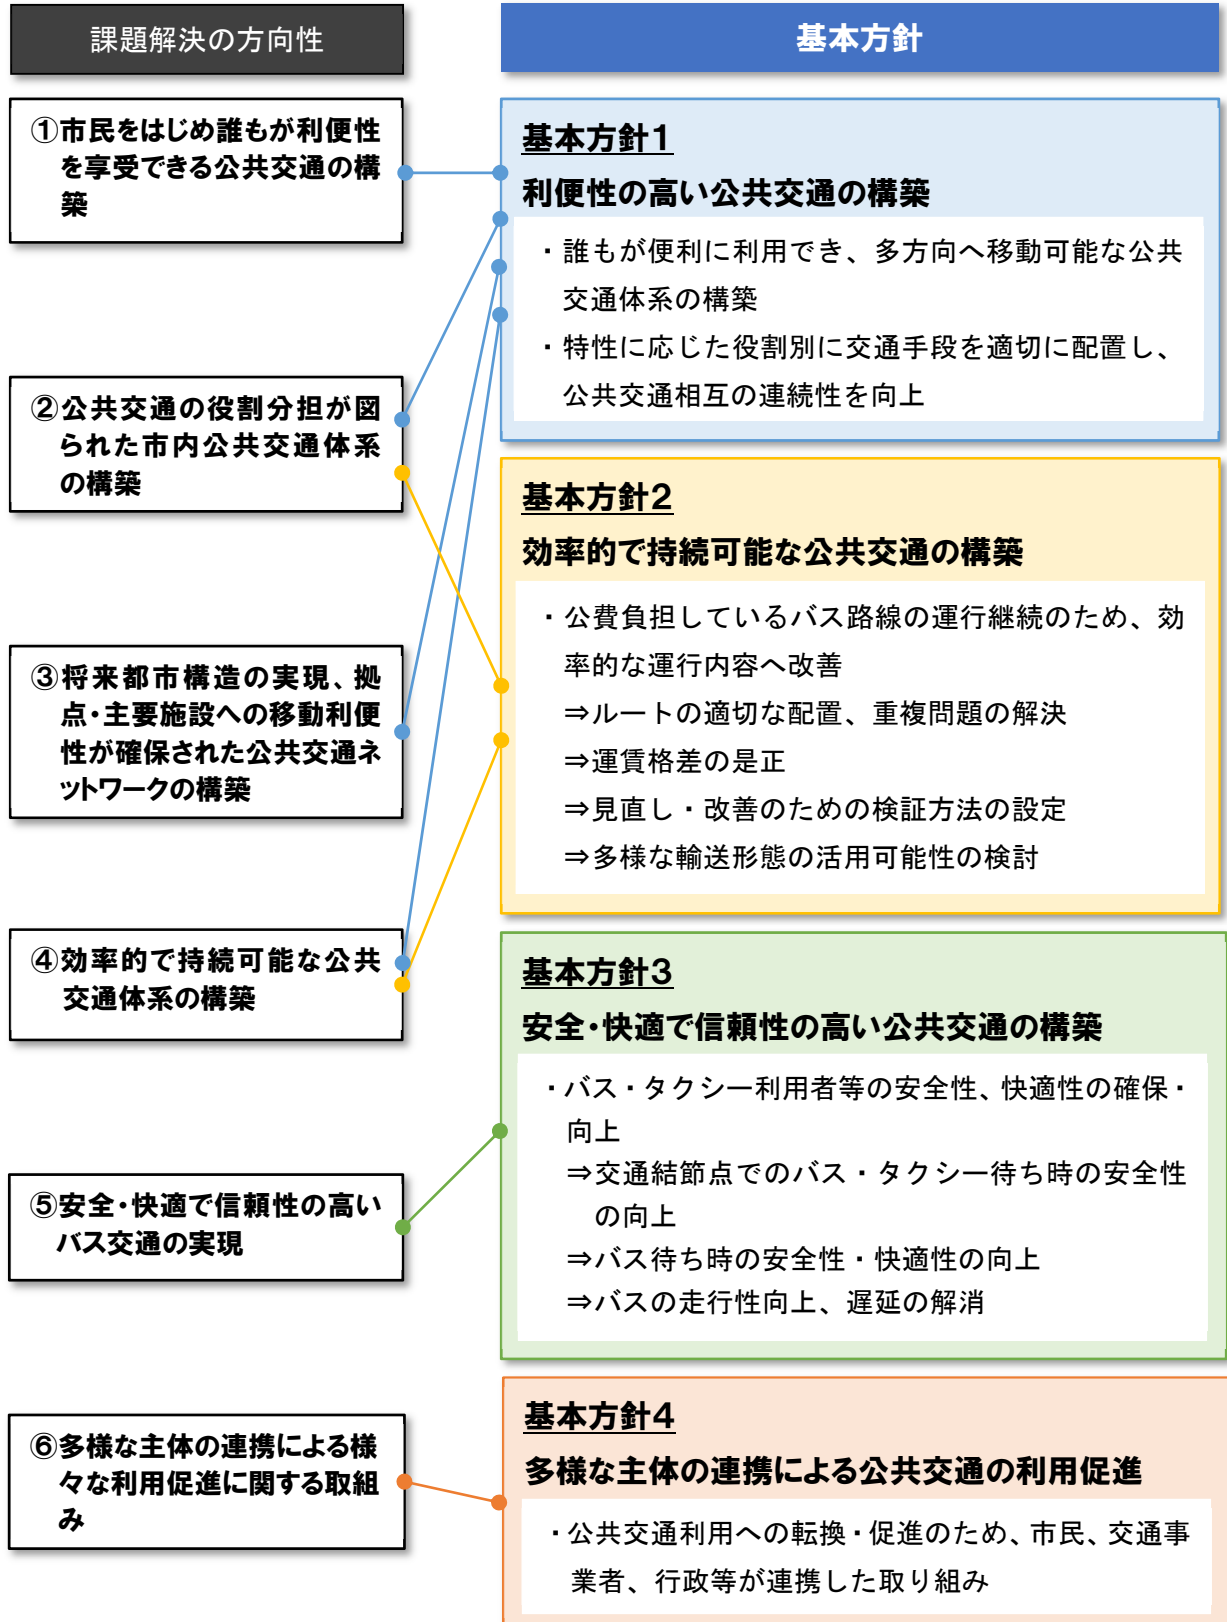 課題解決の方向性
基本方針
①市民をはじめ誰もが利便性
を享受できる公共交通の構
築
②公共交通の役割分担が図
られた市内公共交通体系
の構築
③将来都市構造の実現、拠
点・主要施設への移動利便
性が確保された公共交通ネ
ットワークの構築
④効率的で持続可能な公共
交通体系の構築
⑤安全・快適で信頼性の高い
バス交通の実現
⑥多様な主体の連携による様
々な利用促進に関する取組
み
基本方針1
利便性の高い公共交通の構築
・誰もが便利に利用でき、多方向へ移動可能な公共
交通体系の構築
・特性に応じた役割別に交通手段を適切に配置し、
公共交通相互の連続性を向上
基本方針2
効率的で持続可能な公共交通の構築
・公費負担しているバス路線の運行継続のため、効
率的な運行内容へ改善
⇒ルートの適切な配置、重複問題の解決
⇒運賃格差の是正
⇒見直し・改善のための検証方法の設定
⇒多様な輸送形態の活用可能性の検討
基本方針3
安全・快適で信頼性の高い公共交通の構築
・バス・タクシー利用者等の安全性、快適性の確保・
向上
⇒交通結節点でのバス・タクシー待ち時の安全性
の向上
⇒バス待ち時の安全性・快適性の向上
⇒バスの走行性向上、遅延の解消
基本方針4
多様な主体の連携による公共交通の利用促進
・公共交通利用への転換・促進のため、市民、交通事
業者、行政等が連携した取り組み